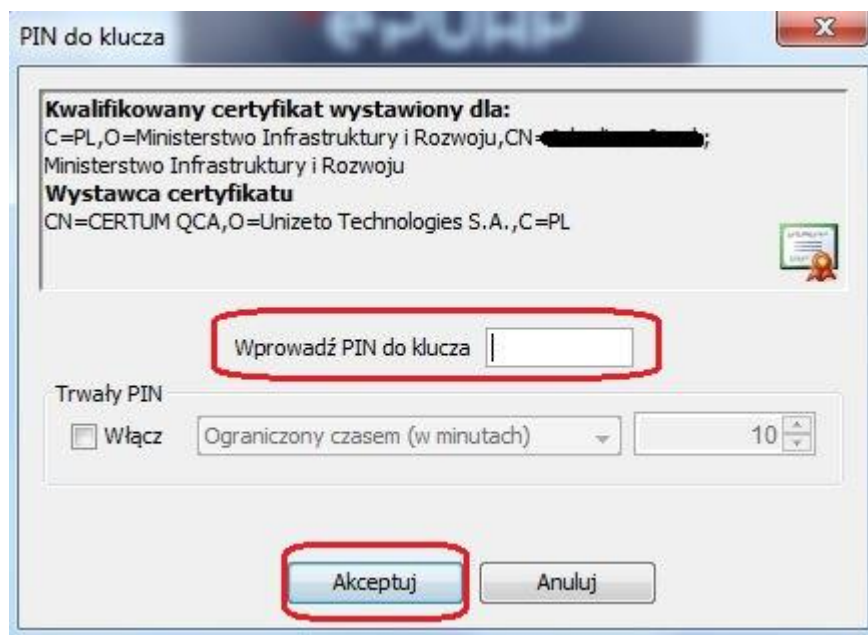 ePUAP
PIN do klucza
Kwalifikowany certyfikat wystawiony dla:
C=PL,O=Ministerstwo Infrastruktury i Rozwoju,CN= ;
Ministerstwo Infrastruktury i Rozwoju
Wystawca certyfikatu
CN=CERTUM QCA,O=Unizeto Technologies S.A.,C=PL
Wprowadź PIN do klucza
Trwały PIN
Włącz Ograniczony czasem (w minutach) 10
Akceptuj Anuluj